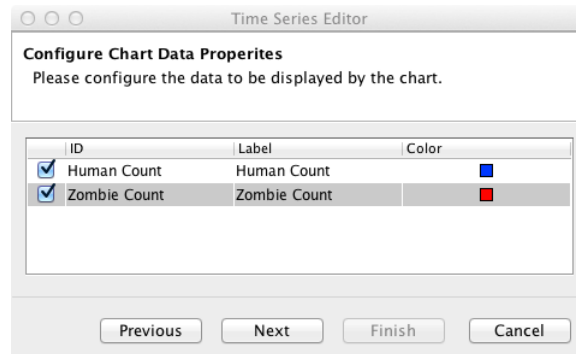 Time Series Editor
Configure Chart Data Properites
Please configure the data to be displayed by the chart.
ID Label Color
Human Count Human Count
Zombie Count Zombie Count
Previous Next Finish Cancel